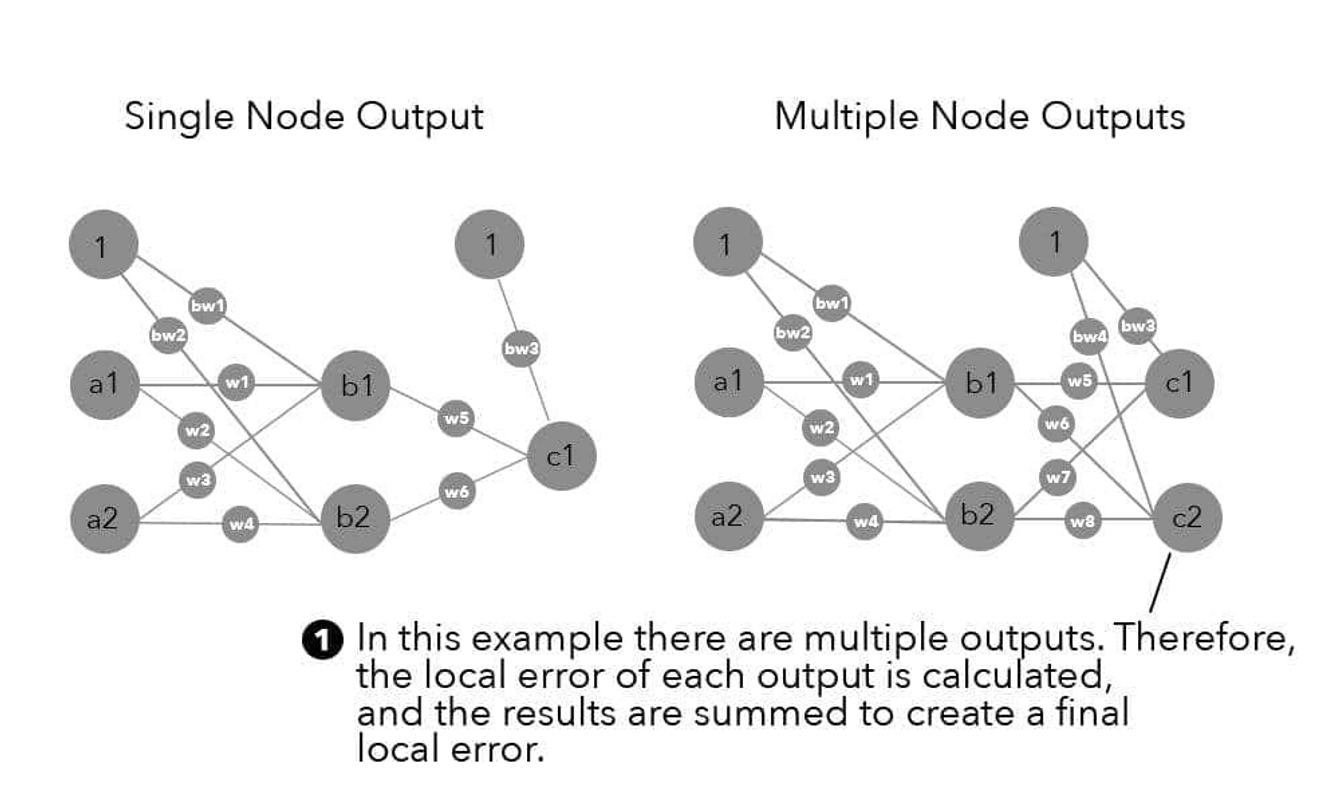 Single Node Output
Multiple Node Outputs
1
1
bw1
bw2
bw3
a1
w1
b1
w2
w5
c1
w3
w6
a2
w4
b2
1
1
bw1
bw2
bw3
bw4
a1
w1
b1
w5
c1
w2
w6
w3
w7
a2
w4
b2
w8
c2
1 In this example there are multiple outputs. Therefore,
the local error of each output is calculated,
and the results are summed to create a final
local error.